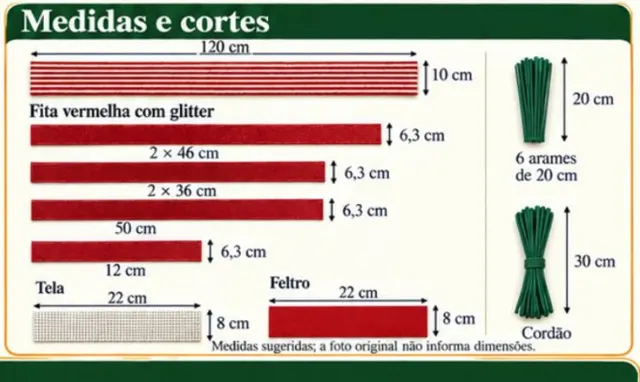 Medidas e cortes
120 cm
10 cm
Fita vermelha com glitter
6,3 cm
2 × 46 cm
6,3 cm
2 × 36 cm
6,3 cm
50 cm
6,3 cm
12 cm
Tela
22 cm
8 cm
Feltro
22 cm
8 cm
20 cm
6 arames
de 20 cm
30 cm
Cordão
Medidas sugeridas; a foto original não informa dimensões.